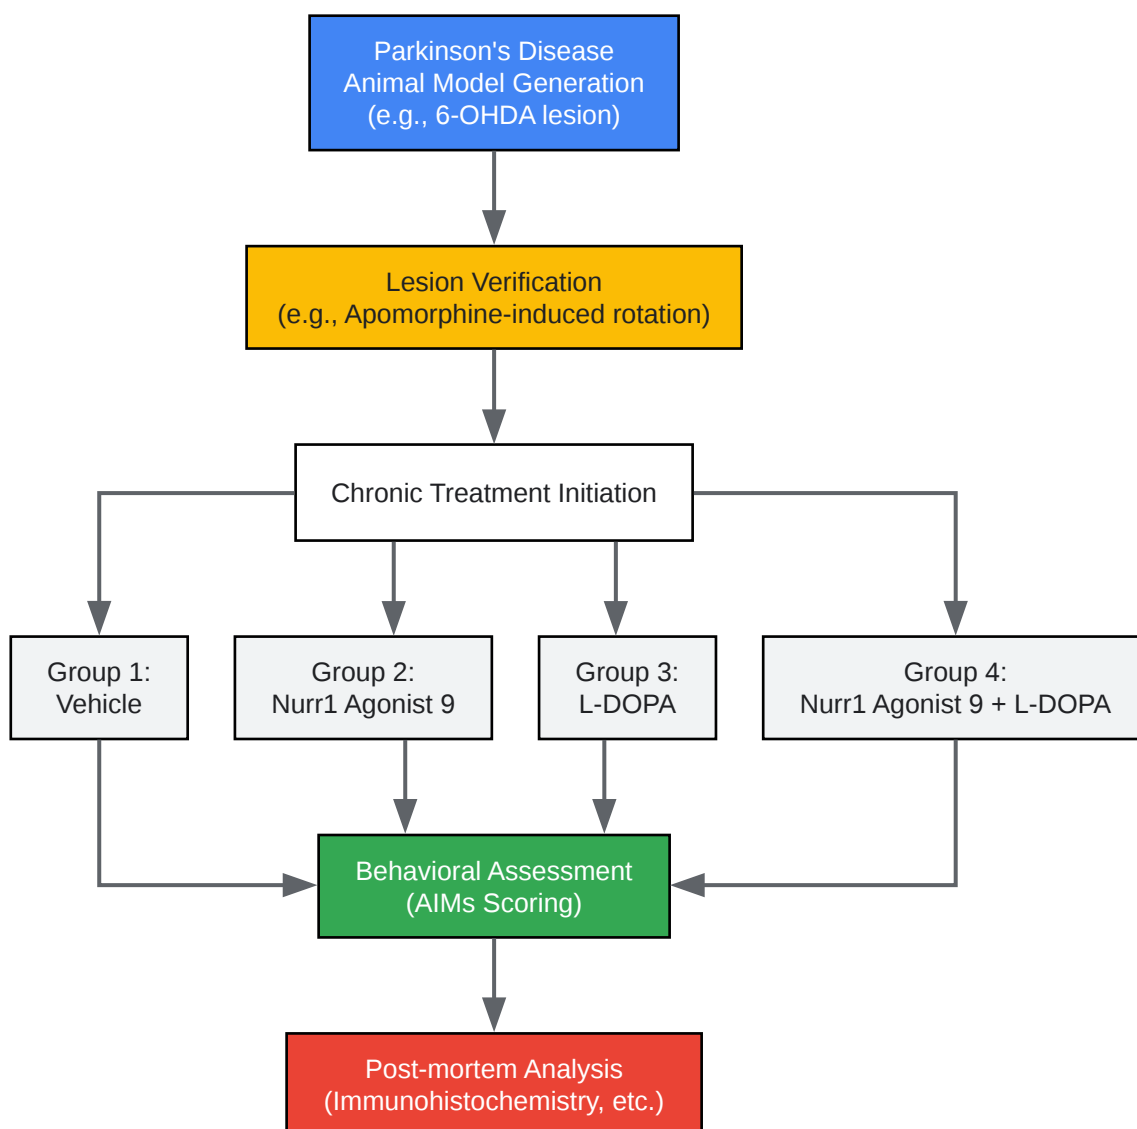 Parkinson's Disease
Animal Model Generation
(e.g., 6-OHDA lesion)
Lesion Verification
(e.g., Apomorphine-induced rotation)
Chronic Treatment Initiation
Group 1:
Vehicle
Group 2:
Nurr1 Agonist 9
Group 3:
L-DOPA
Group 4:
Nurr1 Agonist 9 + L-DOPA
Behavioral Assessment
(AIMs Scoring)
Post-mortem Analysis
(Immunohistochemistry, etc.)